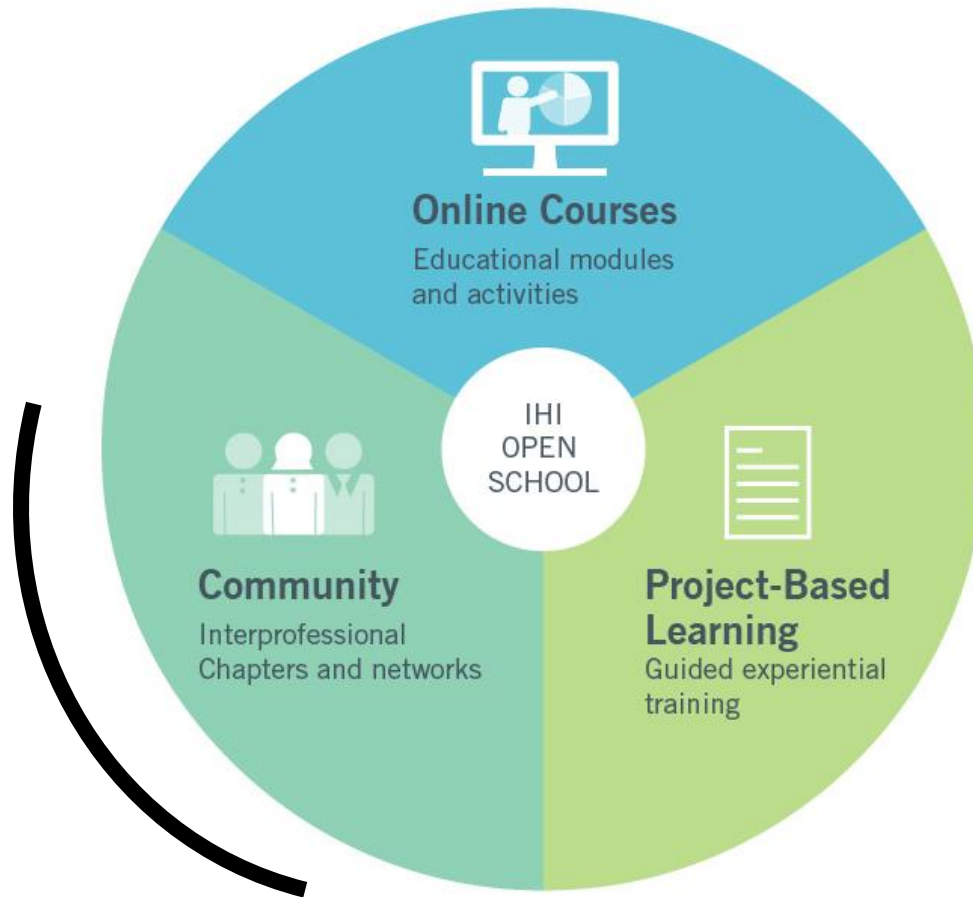 Online Courses
Educational modules
and activities
IHI
OPEN
SCHOOL
Community
Interprofessional
Chapters and networks
Project-Based
Learning
Guided experiential
training